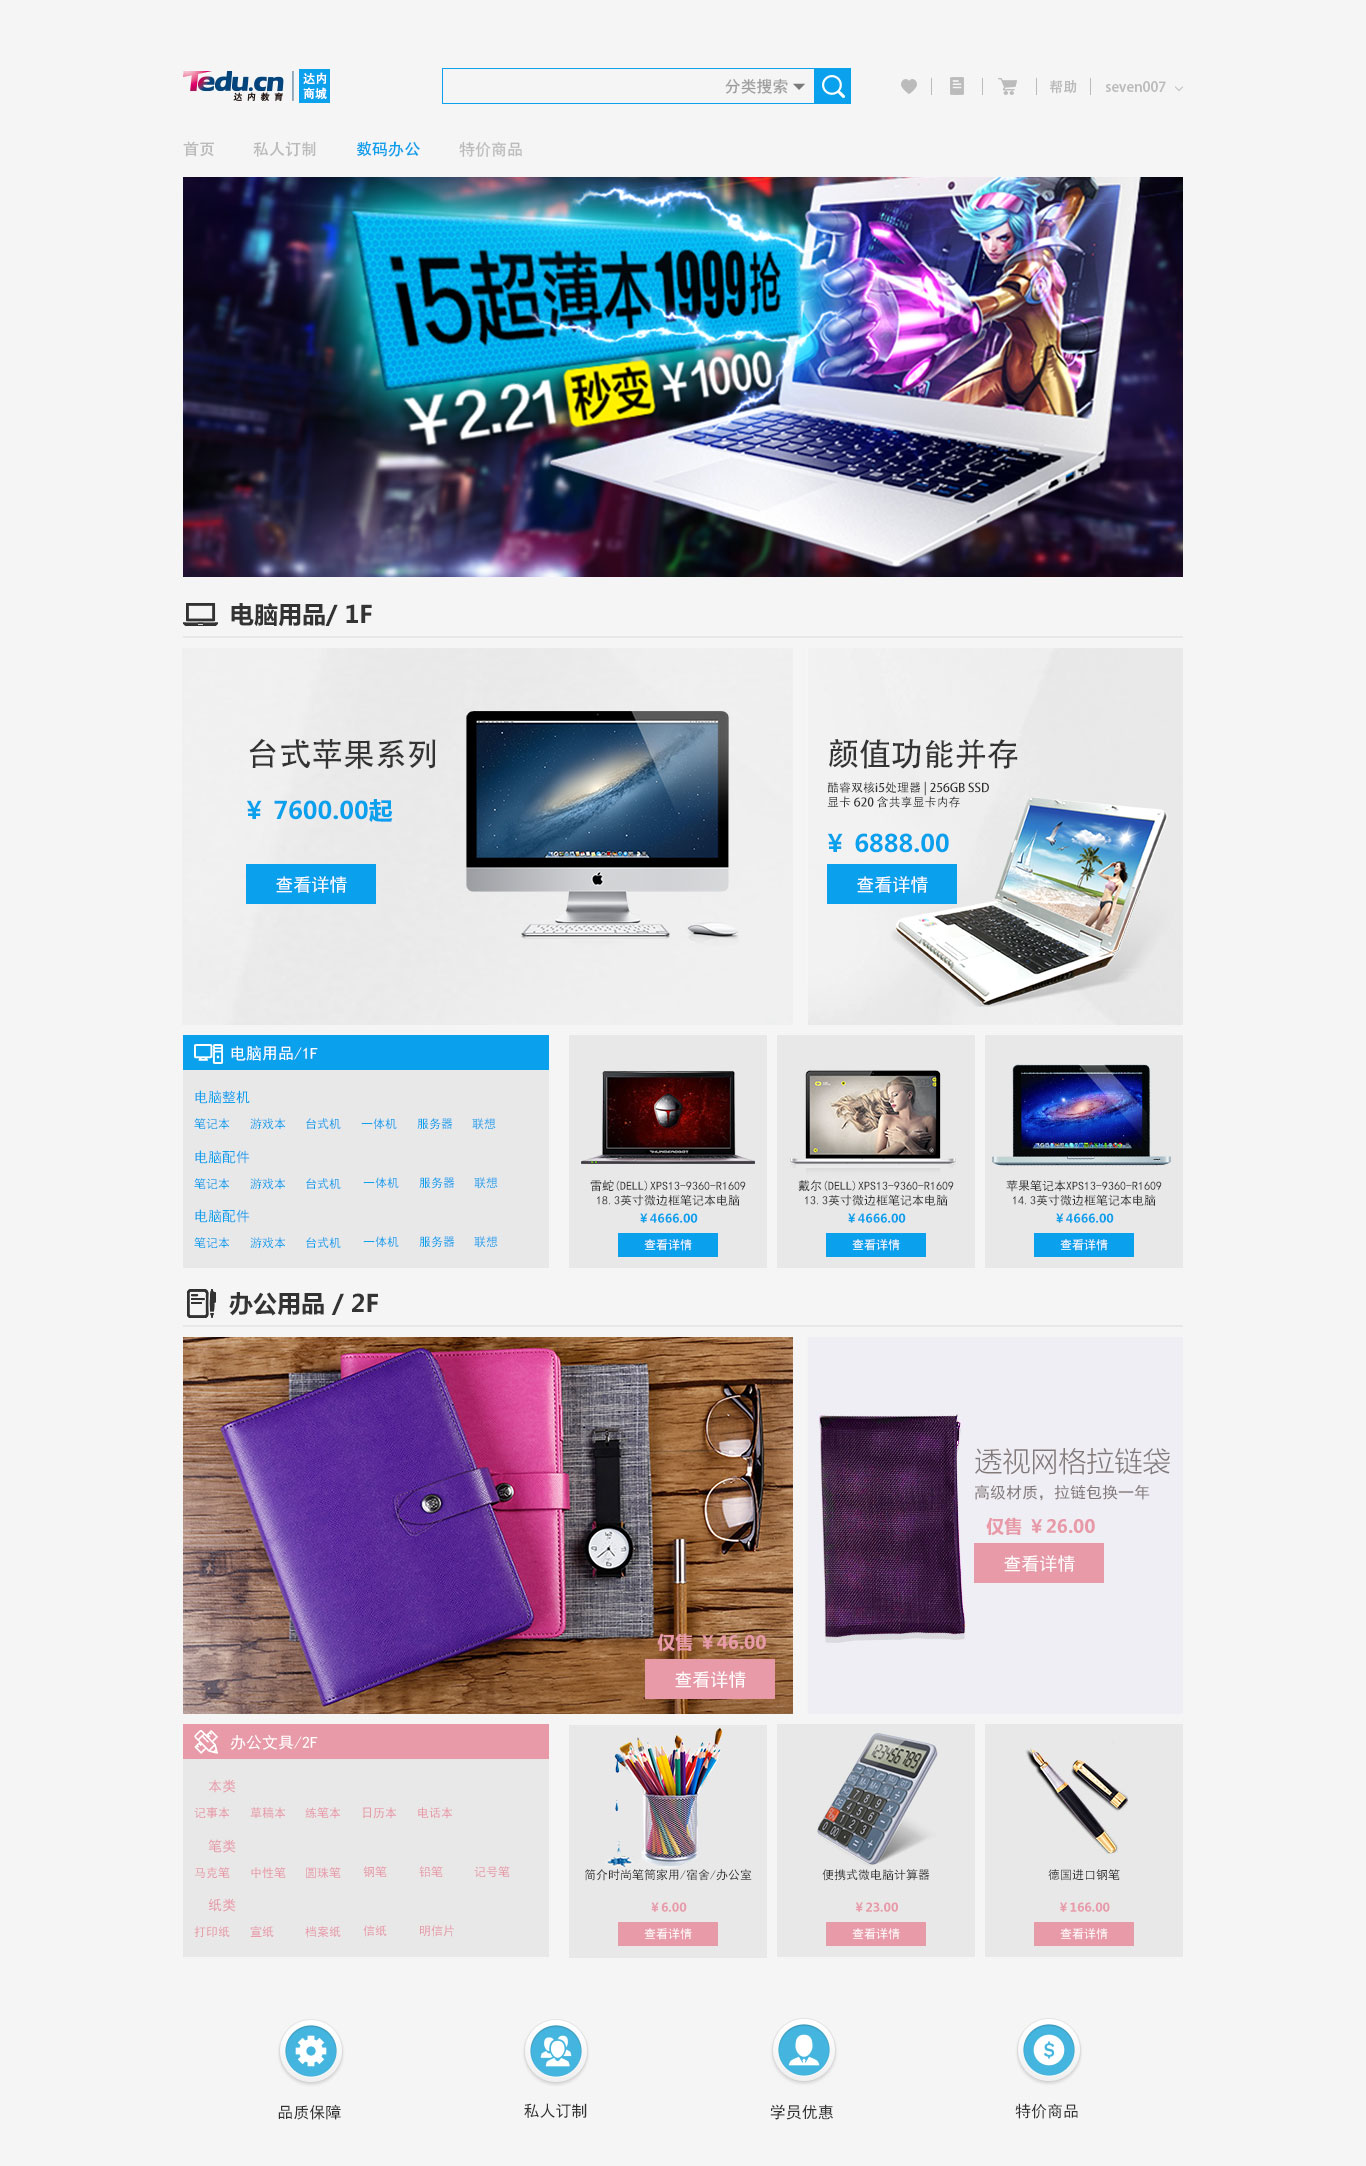 Tedu.cn
达内教育
达内
商城
分类搜索
帮助
seven007
首页 私人订制 数码办公 特价商品
i5超薄本1999抢
￥2.21 秒变 ￥1000
电脑用品/ 1F
台式苹果系列
¥ 7600.00起
查看详情
颜值功能并存
酷睿双核i5处理器 | 256GB SSD
显卡 620 含共享显卡内存
¥ 6888.00
查看详情
电脑用品/1F
电脑整机
笔记本 游戏本 台式机 一体机 服务器 联想
电脑配件
笔记本 游戏本 台式机 一体机 服务器 联想
电脑配件
笔记本 游戏本 台式机 一体机 服务器 联想
THUNDEROBOT
雷蛇(DELL)XPS13-9360-R1609
18.3英寸微边框笔记本电脑
¥4666.00
查看详情
戴尔(DELL)XPS13-9360-R1609
13.3英寸微边框笔记本电脑
¥4666.00
查看详情
苹果笔记本XPS13-9360-R1609
14.3英寸微边框笔记本电脑
¥4666.00
查看详情
办公用品 / 2F
仅售 ¥46.00
查看详情
透视网格拉链袋
高级材质，拉链包换一年
仅售 ¥26.00
查看详情
办公文具/2F
本类
记事本 草稿本 练笔本 日历本 电话本
笔类
马克笔 中性笔 圆珠笔 钢笔 铅笔 记号笔
纸类
打印纸 宣纸 档案纸 信纸 明信片
简介时尚笔筒家用/宿舍/办公室
¥6.00
查看详情
便携式微电脑计算器
¥23.00
查看详情
德国进口钢笔
¥166.00
查看详情
品质保障
私人订制
学员优惠
特价商品